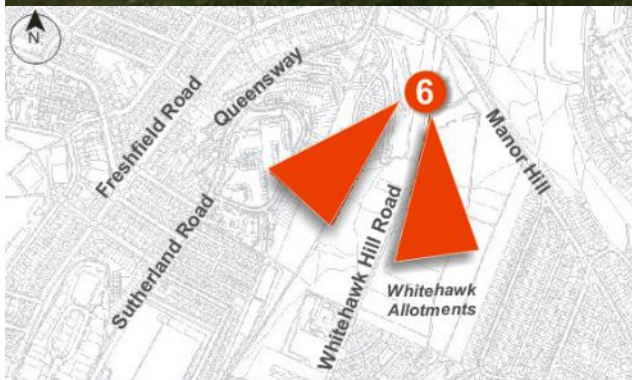 N
6
Queensway
Freshfield Road
Manor Hill
Sutherland Road
Whitehawk Hill Road
Whitehawk
Allotments